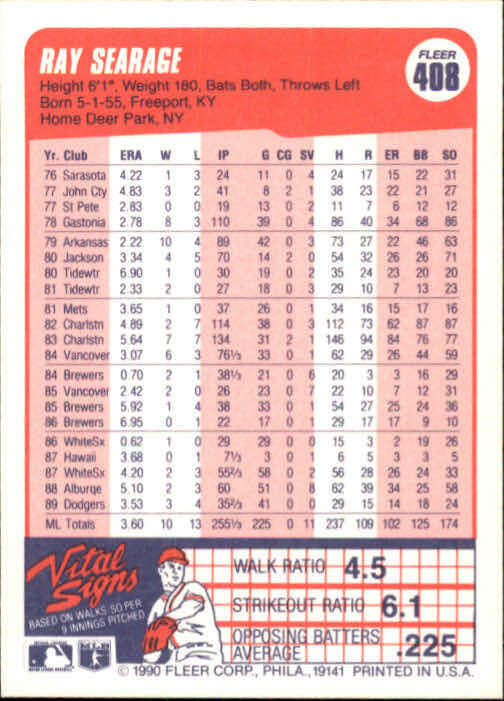 RAY SEARAGE
FLEER
408
Height 6'1", Weight 180, Bats Both, Throws Left
Born 5-1-55, Freeport, KY
Home Deer Park, NY
Yr. Club ERA W L IP G CG SV H R ER BB SO
76 Sarasota 4.22 1 3 24 11 0 4 24 17 15 22 31
77 John Cty 4.83 3 2 41 8 2 1 38 23 22 21 27
77 St Pete 2.83 0 0 19 13 0 2 11 7 6 12 12
78 Gastonia 2.78 8 3 110 39 0 4 86 40 34 68 86
79 Arkansas 2.22 10 4 89 42 0 3 73 27 22 46 63
80 Jackson 3.34 4 5 70 14 2 0 54 32 26 26 71
80 Tidewtr 6.90 1 0 30 19 0 2 35 24 23 20 20
81 Tidewtr 2.33 2 0 27 18 0 3 29 10 7 13 23
81 Mets 3.65 1 0 37 26 0 1 34 16 15 17 16
82 Charlstn 4.89 2 7 114 38 0 3 112 73 62 87 87
83 Charlstn 5.64 7 7 134 31 2 1 146 94 84 76 77
84 Vancover 3.07 6 3 76⅓ 33 0 1 62 29 26 44 59
84 Brewers 0.70 2 1 38⅓ 21 0 6 20 3 3 16 29
85 Vancover 2.42 2 0 26 23 0 7 22 10 7 12 31
85 Brewers 5.92 1 4 38 33 0 1 54 27 25 24 36
86 Brewers 6.95 0 1 22 17 0 1 29 17 17 9 10
86 WhiteSx 0.62 1 0 29 29 0 0 15 3 2 19 26
87 Hawaii 3.68 0 1 7⅓ 3 0 1 6 5 3 3 5
87 WhiteSx 4.20 2 3 55⅔ 58 0 2 56 28 26 24 33
88 Alburqe 5.10 2 3 60 51 0 8 62 39 34 25 58
89 Dodgers 3.53 3 4 35⅔ 41 0 0 29 15 14 18 24
ML Totals 3.60 10 13 255⅓ 225 0 11 237 109 102 125 174
Vital Signs
BASED ON WALKS, SO PER
9 INNINGS PITCHED
WALK RATIO 4.5
STRIKEOUT RATIO 6.1
OPPOSING BATTERS
AVERAGE .225
© 1990 FLEER CORP., PHILA., 19141 PRINTED IN U.S.A.